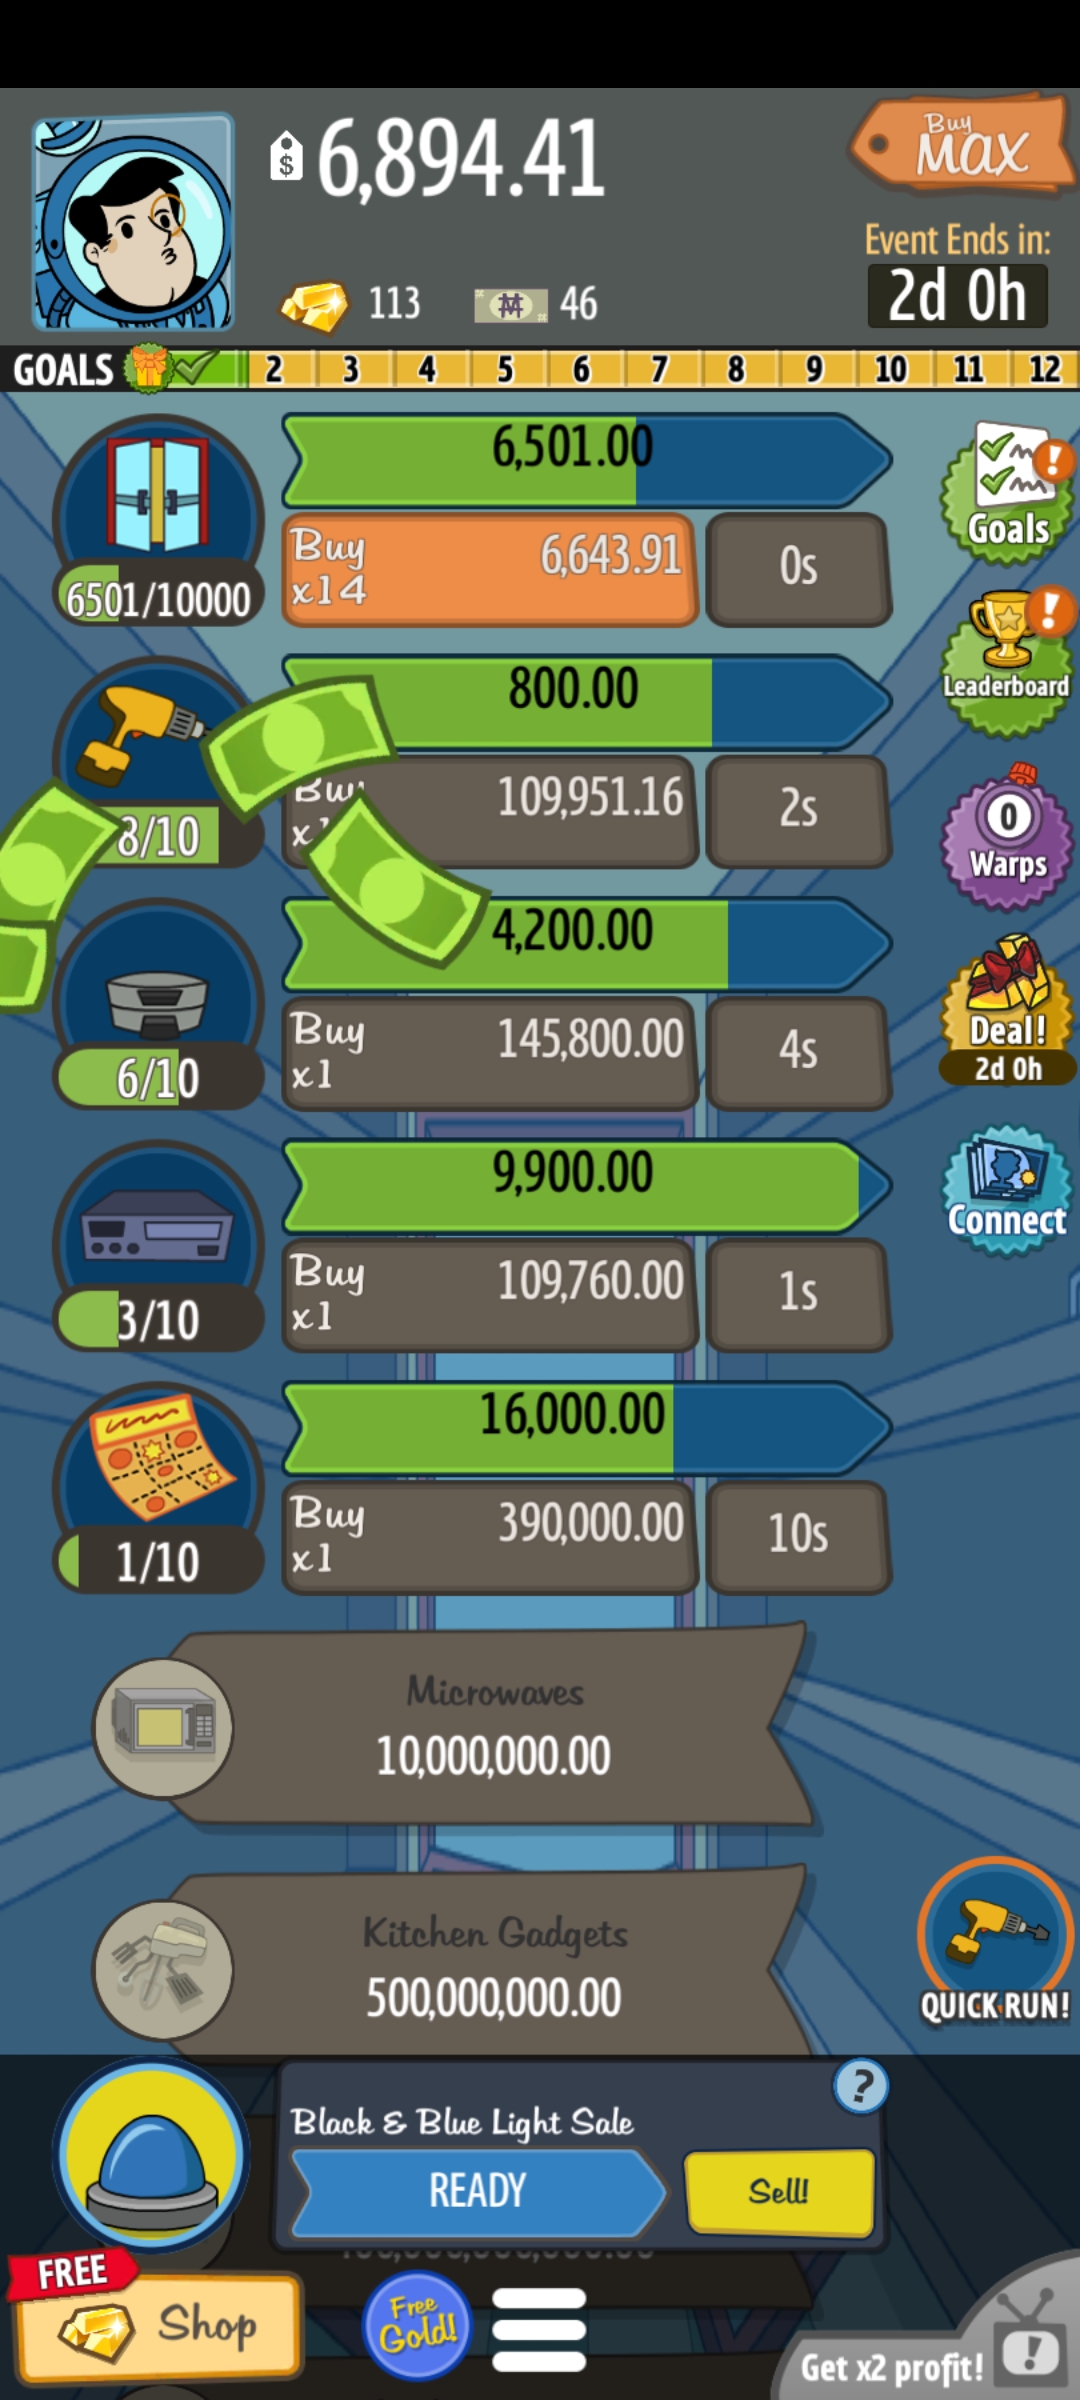 $ 6,894.41
Buy
MAX
Event Ends in:
2d 0h
113
46
GOALS 2 3 4 5 6 7 8 9 10 11 12
6,501.00
Buy
x14
6,643.91
0s
6501/10000
Goals
800.00
Buy
109,951.16
2s
8/10
Leaderboard
0
Warps
4,200.00
Buy
x1
145,800.00
4s
6/10
Deal!
2d 0h
9,900.00
Buy
x1
109,760.00
1s
3/10
Connect
16,000.00
Buy
x1
390,000.00
10s
1/10
Microwaves
10,000,000.00
Kitchen Gadgets
500,000,000.00
QUICK RUN!
?
Black & Blue Light Sale
READY
Sell!
FREE
Shop
Free
Gold!
Get x2 profit!